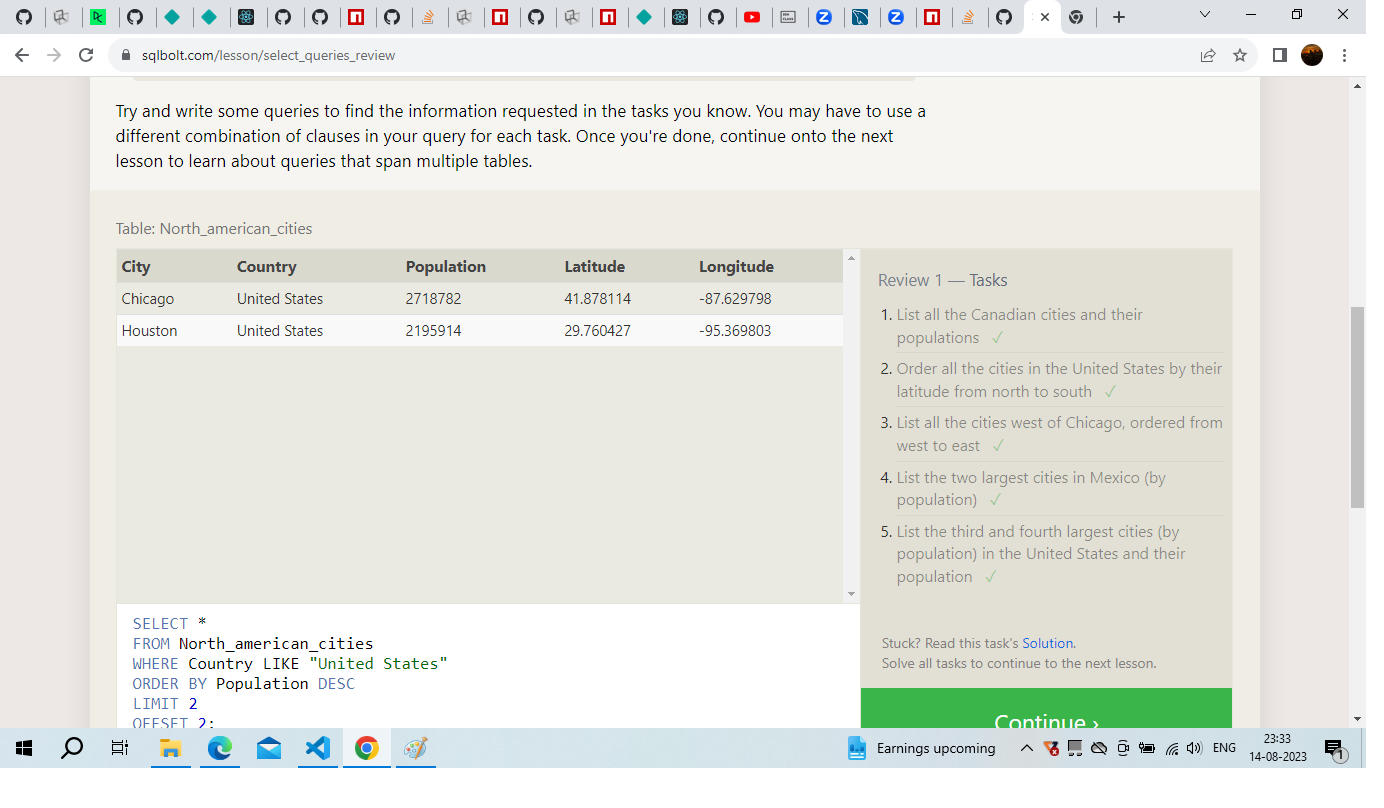 sqlbolt.com/lesson/select_queries_review
Try and write some queries to find the information requested in the tasks you know. You may have to use a
different combination of clauses in your query for each task. Once you're done, continue onto the next
lesson to learn about queries that span multiple tables.
Table: North_american_cities
City Country Population Latitude Longitude
Chicago United States 2718782 41.878114 -87.629798
Houston United States 2195914 29.760427 -95.369803
Review 1 — Tasks
1. List all the Canadian cities and their
populations ✓
2. Order all the cities in the United States by their
latitude from north to south ✓
3. List all the cities west of Chicago, ordered from
west to east ✓
4. List the two largest cities in Mexico (by
population) ✓
5. List the third and fourth largest cities (by
population) in the United States and their
population ✓
Stuck? Read this task's Solution.
Solve all tasks to continue to the next lesson.
Continue ›
SELECT *
FROM North_american_cities
WHERE Country LIKE "United States"
ORDER BY Population DESC
LIMIT 2
OFFSET 2;
Earnings upcoming
ENG
23:33
14-08-2023
1